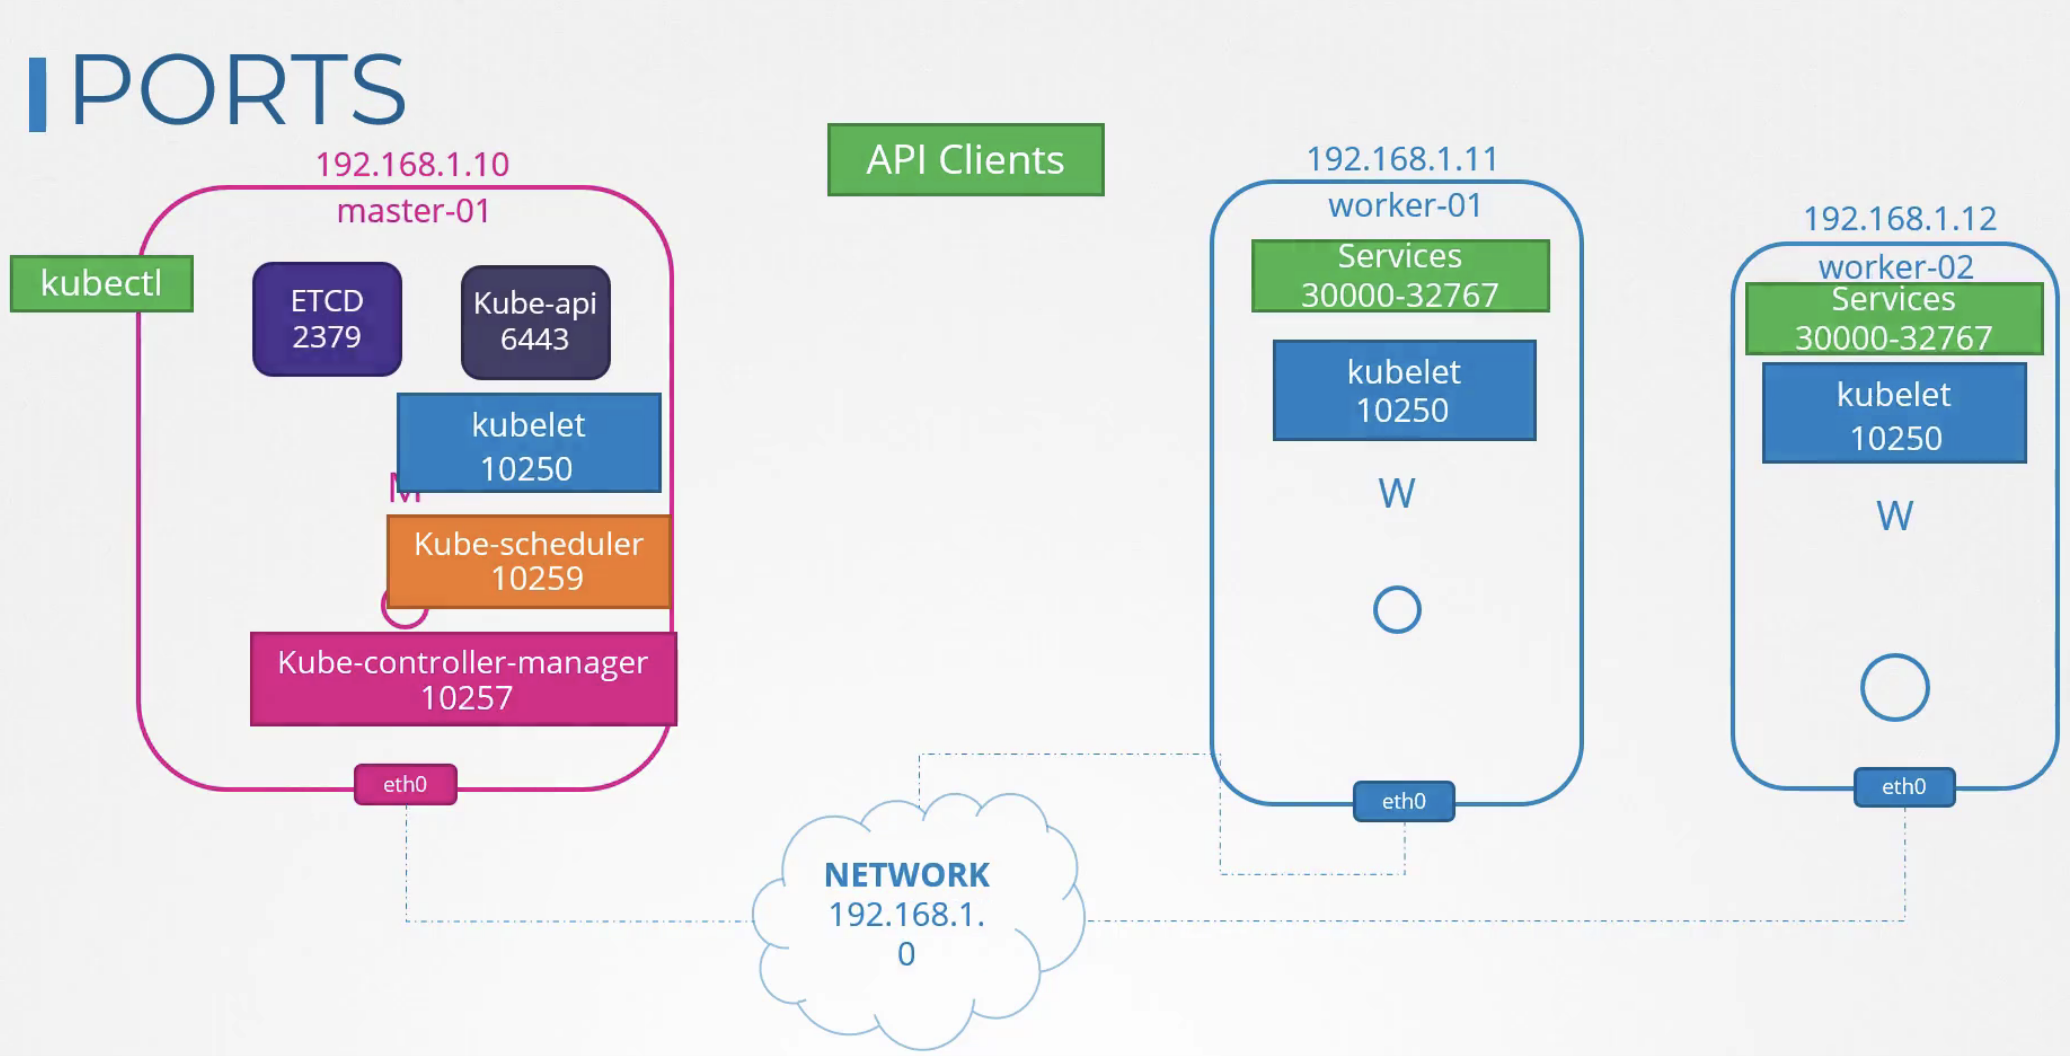 PORTS
192.168.1.10
master-01
kubectl
ETCD
2379
Kube-api
6443
kubelet
10250
M
Kube-scheduler
10259
Kube-controller-manager
10257
eth0
API Clients
192.168.1.11
worker-01
Services
30000-32767
kubelet
10250
W
eth0
192.168.1.12
worker-02
Services
30000-32767
kubelet
10250
W
eth0
NETWORK
192.168.1.
0